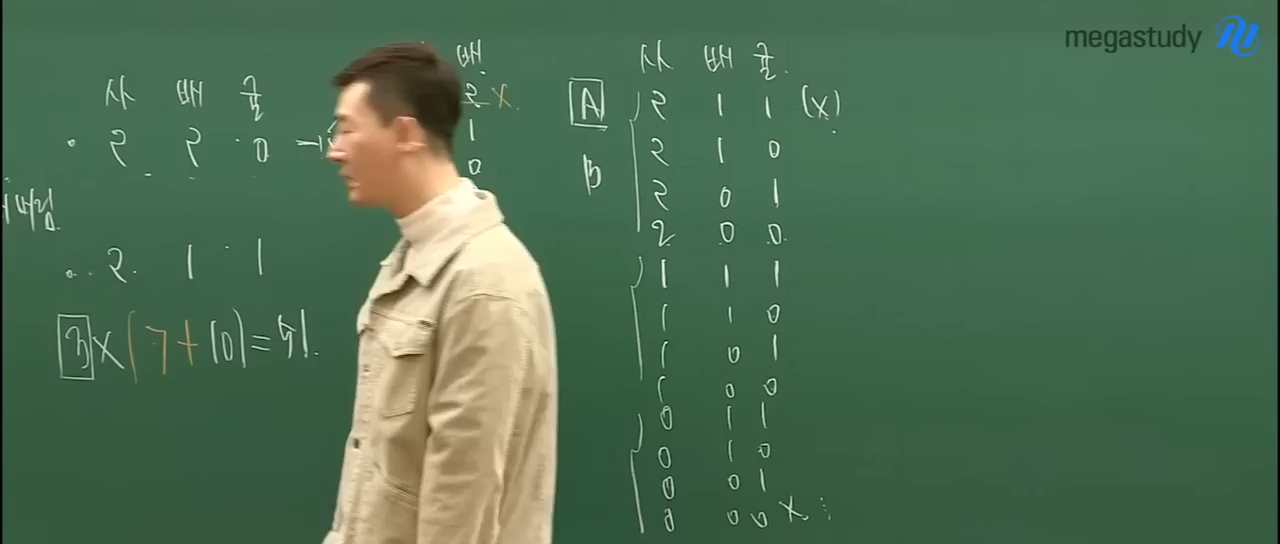 megastudy
사 배 귤
2 2 0 →
2 1 1
3 × (7 + 10) = 51.
배
2 X
1
0
사 배 귤
A 2 1 1 (X)
B 2 1 0
2 0 1
2 0 0
1 1 1
1 1 0
1 0 1
1 0 0
0 1 1
0 1 0
0 0 1
0 0 0 X